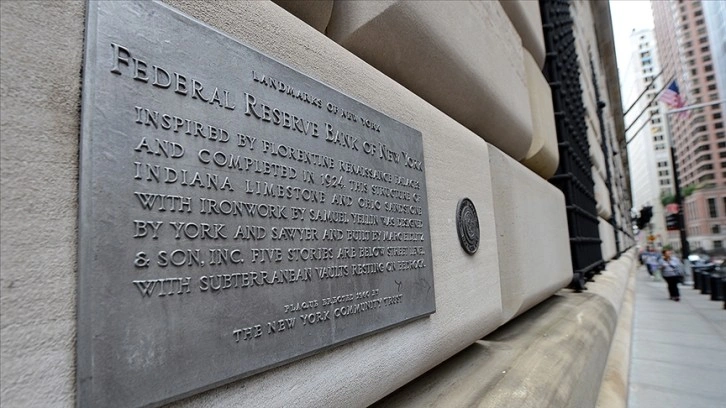 LANDMARKS OF NEW YORK
FEDERAL RESERVE BANK OF NEW YORK
INSPIRED BY FLORENTINE RENAISSANCE PALACES
AND COMPLETED IN 1924, THIS STRUCTURE OF
INDIANA LIMESTONE AND OHIO SANDSTONE
WITH IRONWORK BY SAMUEL YELLIN WAS DESIGNED
BY YORK AND SAWYER AND BUILT BY MARC EIDLITZ
& SON, INC. FIVE STORIES ARE BELOW STREET LEVEL
WITH SUBTERRANEAN VAULTS RESTING ON BEDROCK.
PLAQUE ERECTED BY
THE NEW YORK COMMUNITY TRUST